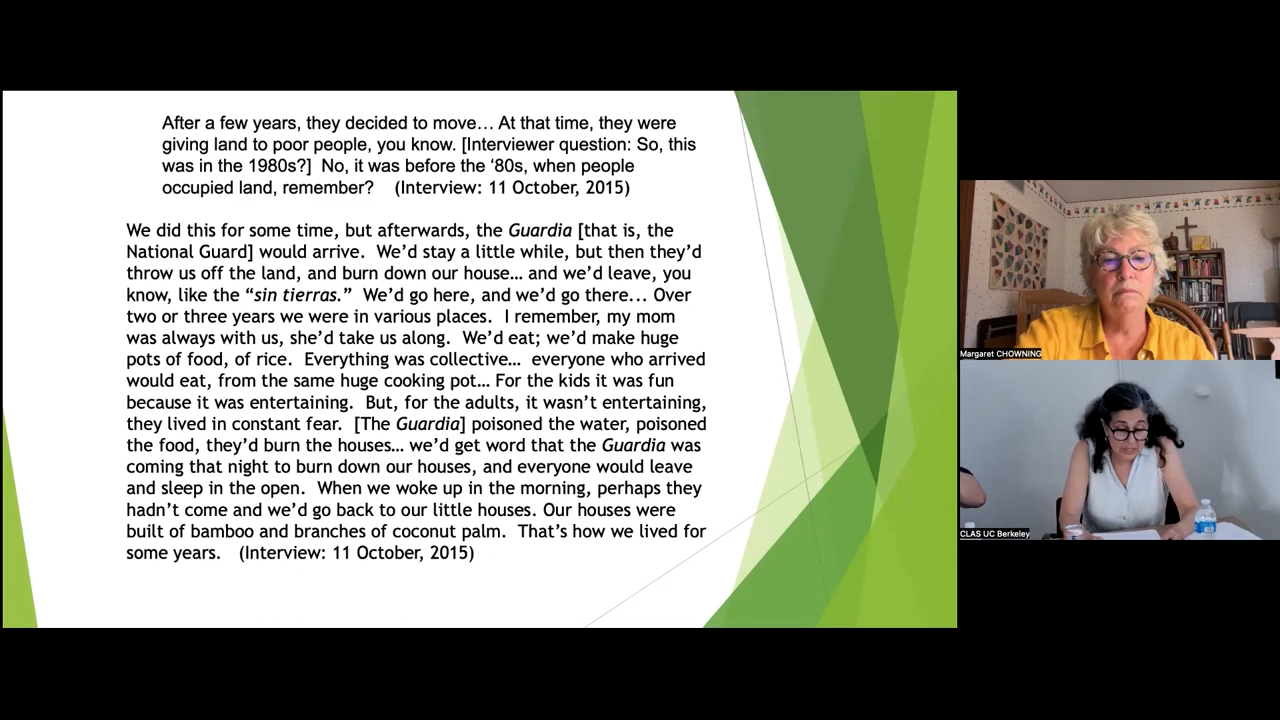 After a few years, they decided to move… At that time, they were
giving land to poor people, you know. [Interviewer question: So, this
was in the 1980s?]  No, it was before the ‘80s, when people
occupied land, remember?    (Interview: 11 October, 2015)
We did this for some time, but afterwards, the Guardia [that is, the
National Guard] would arrive.  We’d stay a little while, but then they’d
throw us off the land, and burn down our house… and we’d leave, you
know, like the “sin tierras.”  We’d go here, and we’d go there... Over
two or three years we were in various places.  I remember, my mom
was always with us, she’d take us along.  We’d eat; we’d make huge
pots of food, of rice.  Everything was collective…  everyone who arrived
would eat, from the same huge cooking pot… For the kids it was fun
because it was entertaining.  But, for the adults, it wasn’t entertaining,
they lived in constant fear.  [The Guardia] poisoned the water, poisoned
the food, they’d burn the houses… we’d get word that the Guardia was
coming that night to burn down our houses, and everyone would leave
and sleep in the open.  When we woke up in the morning, perhaps they
hadn’t come and we’d go back to our little houses. Our houses were
built of bamboo and branches of coconut palm.  That’s how we lived for
some years.   (Interview: 11 October, 2015)
Margaret CHOWNING
CLAS UC Berkeley